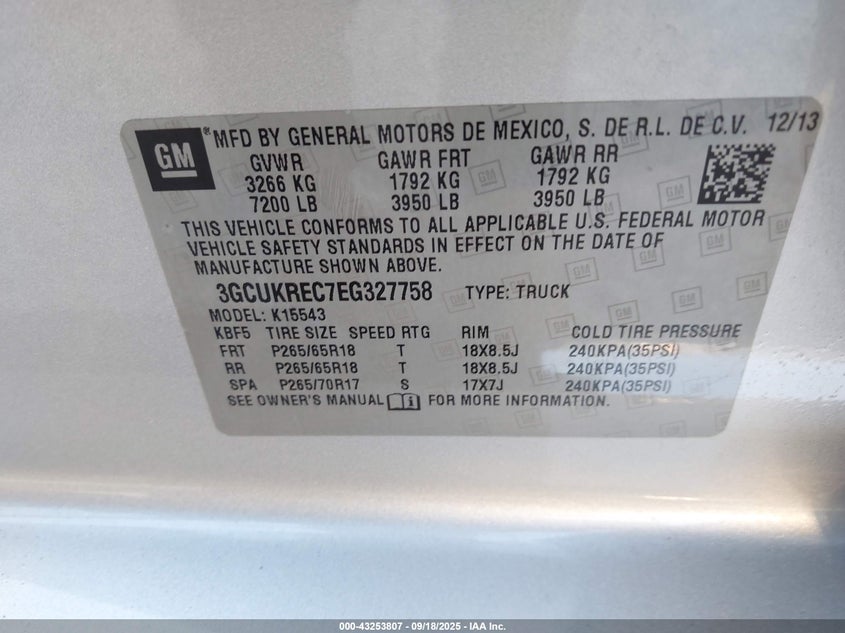 GM
® MFD BY GENERAL MOTORS DE MEXICO, S. DE R.L. DE C.V. 12/13
GVWR GAWR FRT GAWR RR
3266 KG 1792 KG 1792 KG
7200 LB 3950 LB 3950 LB
THIS VEHICLE CONFORMS TO ALL APPLICABLE U.S. FEDERAL MOTOR
VEHICLE SAFETY STANDARDS IN EFFECT ON THE DATE OF
MANUFACTURE SHOWN ABOVE.
3GCUKREC7EG327758 TYPE: TRUCK
MODEL: K15543
KBF5 TIRE SIZE SPEED RTG RIM COLD TIRE PRESSURE
FRT P265/65R18 T 18X8.5J 240KPA(35PSI)
RR P265/65R18 T 18X8.5J 240KPA(35PSI)
SPA P265/70R17 S 17X7J 240KPA(35PSI)
SEE OWNER'S MANUAL FOR MORE INFORMATION.
000-43253807 - 09/18/2025 - IAA Inc.